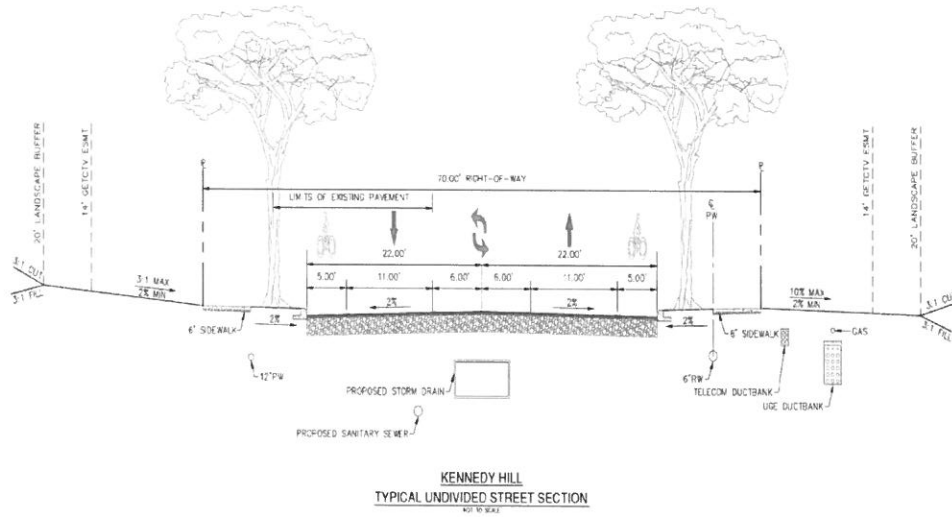 20' LANDSCAPE BUFFER
14' GETCTV ESMT
70.00' RIGHT-OF-WAY
LIMITS OF EXISTING PAVEMENT
℄
PW
14' GETCTV ESMT
20' LANDSCAPE BUFFER
22.00' 22.00'
5.00' 11.00' 6.00' 6.00' 11.00' 5.00'
3:1 CUT
3:1 FILL
3:1 MAX
2% MIN
2% 2%
10% MAX
2% MIN
3:1 CUT
3:1 FILL
6' SIDEWALK
2%
2%
6' SIDEWALK
GAS
12"PW
PROPOSED STORM DRAIN
6"RW
TELECOM DUCTBANK
UGE DUCTBANK
PROPOSED SANITARY SEWER
KENNEDY HILL
TYPICAL UNDIVIDED STREET SECTION
NOT TO SCALE